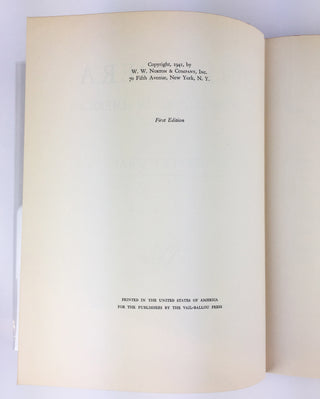 Copyright, 1941, by
W. W. Norton & Company, Inc.
70 Fifth Avenue, New York, N. Y.
First Edition
PRINTED IN THE UNITED STATES OF AMERICA
FOR THE PUBLISHERS BY THE VAIL-BALLOU PRESS